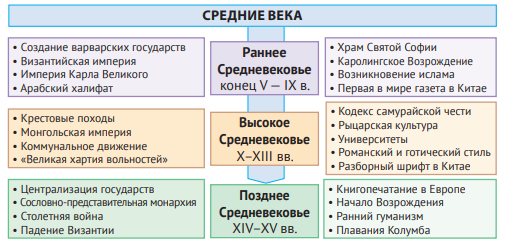 СРЕДНИЕ ВЕКА
• Создание варварских государств
• Византийская империя
• Империя Карла Великого
• Арабский халифат
Раннее
Средневековье
конец V — IX в.
• Храм Святой Софии
• Каролингское Возрождение
• Возникновение ислама
• Первая в мире газета в Китае
• Крестовые походы
• Монгольская империя
• Коммунальное движение
• «Великая хартия вольностей»
Высокое
Средневековье
X–XIII вв.
• Кодекс самурайской чести
• Рыцарская культура
• Университеты
• Романский и готический стиль
• Разборный шрифт в Китае
• Централизация государств
• Сословно-представительная монархия
• Столетняя война
• Падение Византии
Позднее
Средневековье
XIV–XV вв.
• Книгопечатание в Европе
• Начало Возрождения
• Ранний гуманизм
• Плавания Колумба